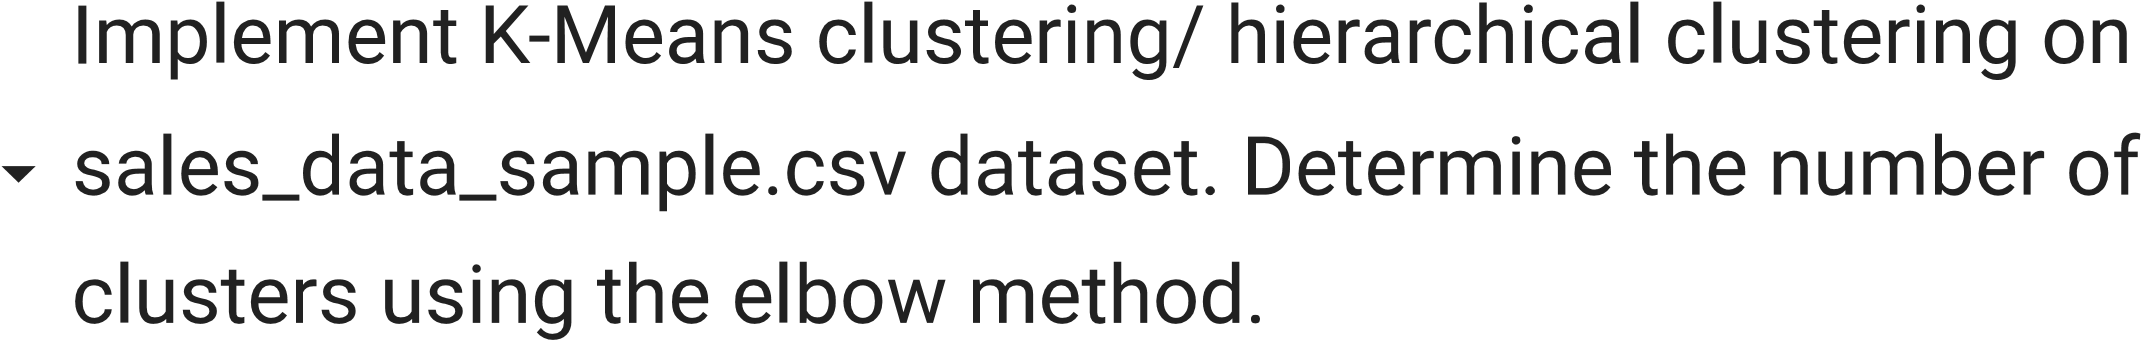 Implement K-Means clustering/ hierarchical clustering on
sales_data_sample.csv dataset. Determine the number of
clusters using the elbow method.